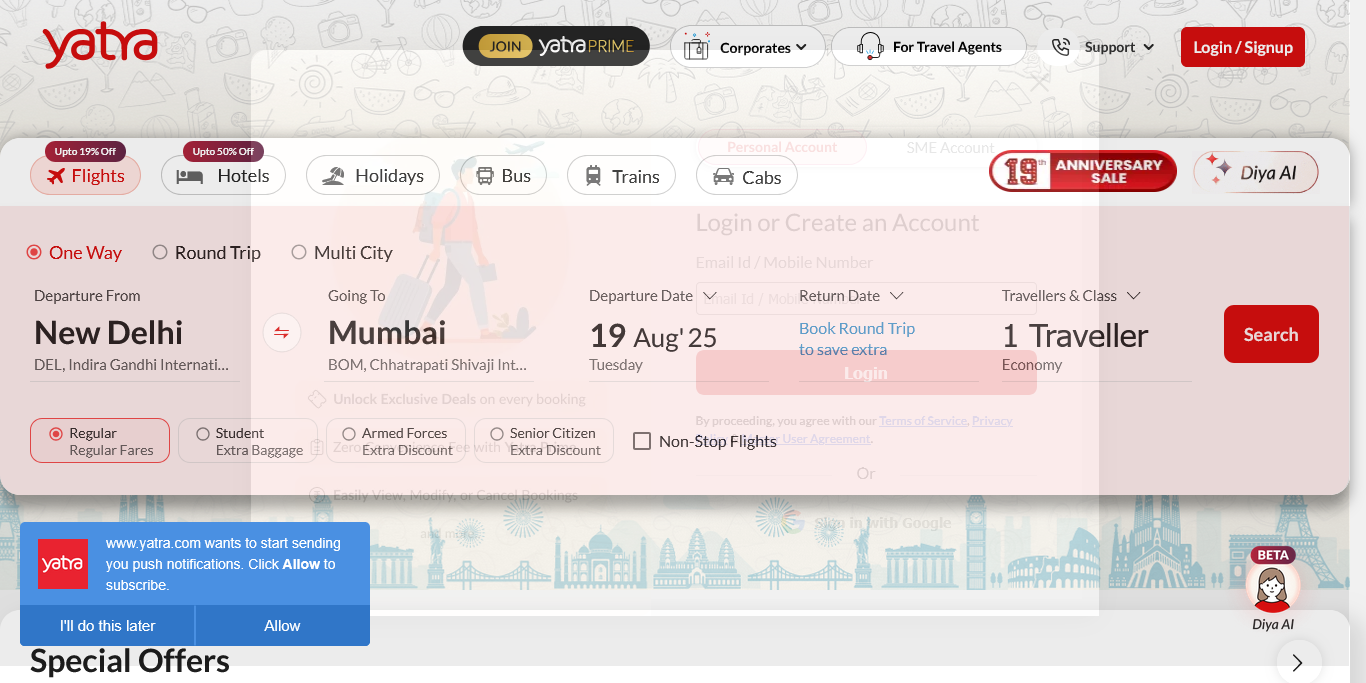 yatra
JOIN yatra PRIME
Corporates
For Travel Agents
Support
Login / Signup
Upto 19% Off
Upto 50% Off
Flights
Hotels
Holidays
Bus
Trains
Cabs
19th ANNIVERSARY
SALE
Diya AI
Personal Account
SME Account
Login or Create an Account
Email Id / Mobile Number
One Way
Round Trip
Multi City
Departure From
Going To
Departure Date
Return Date
Travellers & Class
New Delhi
Mumbai
19 Aug' 25
Book Round Trip
to save extra
1 Traveller
Search
DEL, Indira Gandhi Internati...
BOM, Chhatrapati Shivaji Int...
Tuesday
Economy
Login
Unlock Exclusive Deals on every booking
By proceeding, you agree with our Terms of Service, Privacy
User Agreement.
Regular
Regular Fares
Student
Extra Baggage
Armed Forces
Extra Discount
Senior Citizen
Extra Discount
Non-Stop Flights
Zero Convenience Fee with Yatra Prime
Or
Easily View, Modify, or Cancel Bookings
Sign in with Google
and more
yatra
www.yatra.com wants to start sending
you push notifications. Click Allow to
subscribe.
I'll do this later
Allow
BETA
Diya AI
Special Offers